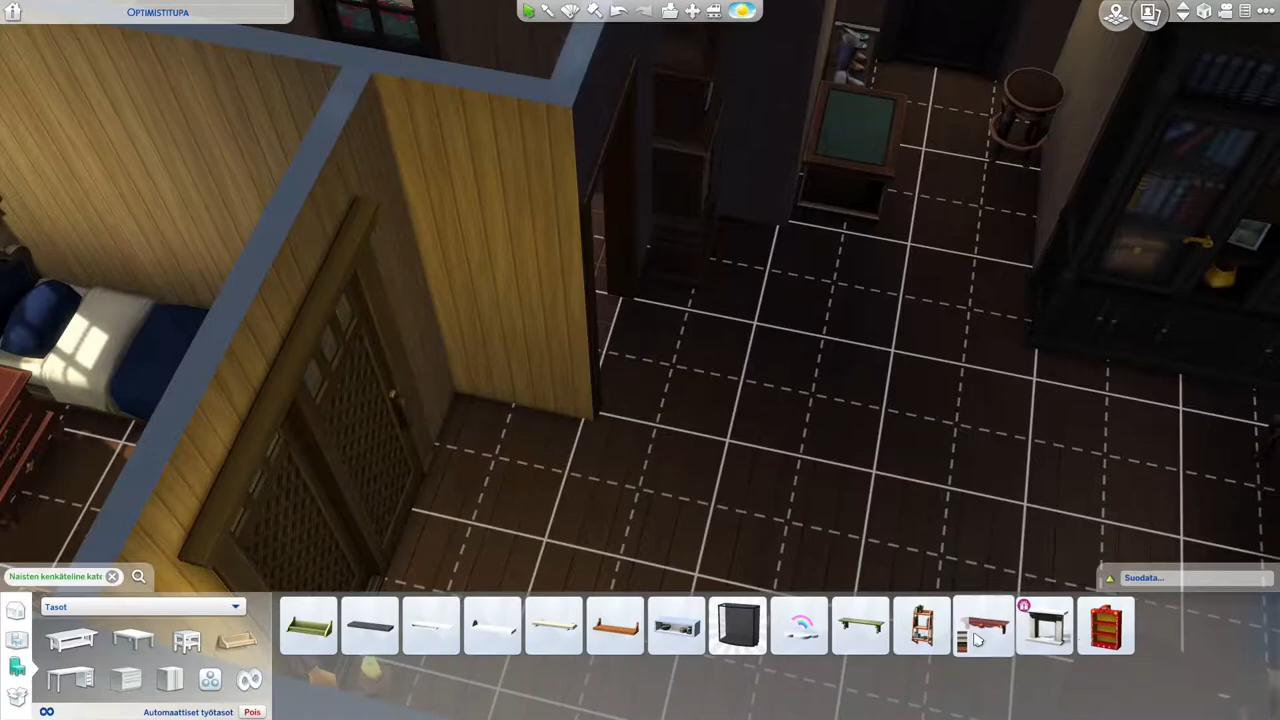 OPTIMISTITUPA
Naisten kenkäteline kate
Suodata...
Tasot
Automaattiset työtasot
Pois